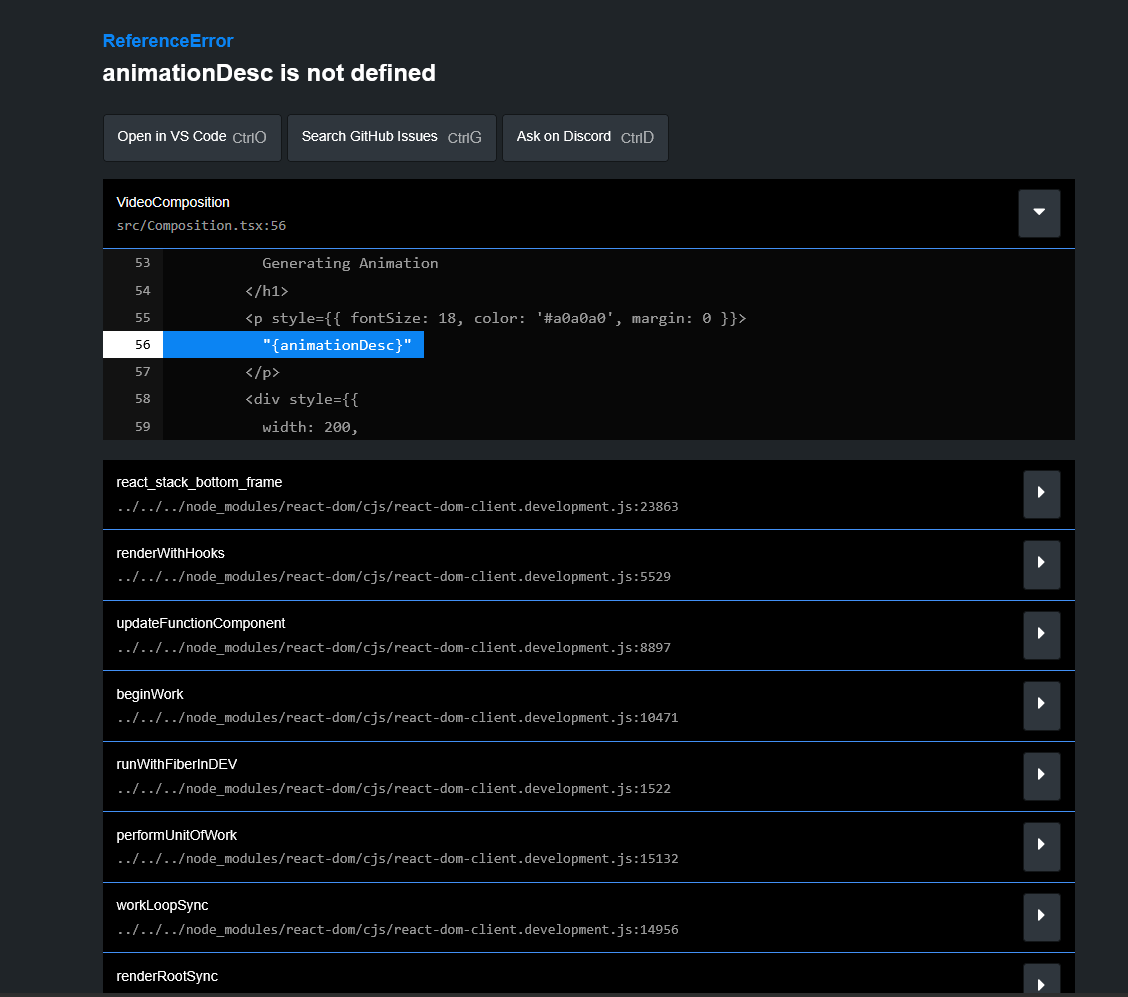 ReferenceError
animationDesc is not defined
Open in VS Code CtrlO Search GitHub Issues CtrlG Ask on Discord CtrlD
VideoComposition
src/Composition.tsx:56
53 Generating Animation
54 </h1>
55 <p style={{ fontSize: 18, color: '#a0a0a0', margin: 0 }}>
56 "{animationDesc}"
57 </p>
58 <div style={{
59 width: 200,
react_stack_bottom_frame
../../../node_modules/react-dom/cjs/react-dom-client.development.js:23863
renderWithHooks
../../../node_modules/react-dom/cjs/react-dom-client.development.js:5529
updateFunctionComponent
../../../node_modules/react-dom/cjs/react-dom-client.development.js:8897
beginWork
../../../node_modules/react-dom/cjs/react-dom-client.development.js:10471
runWithFiberInDEV
../../../node_modules/react-dom/cjs/react-dom-client.development.js:1522
performUnitOfWork
../../../node_modules/react-dom/cjs/react-dom-client.development.js:15132
workLoopSync
../../../node_modules/react-dom/cjs/react-dom-client.development.js:14956
renderRootSync